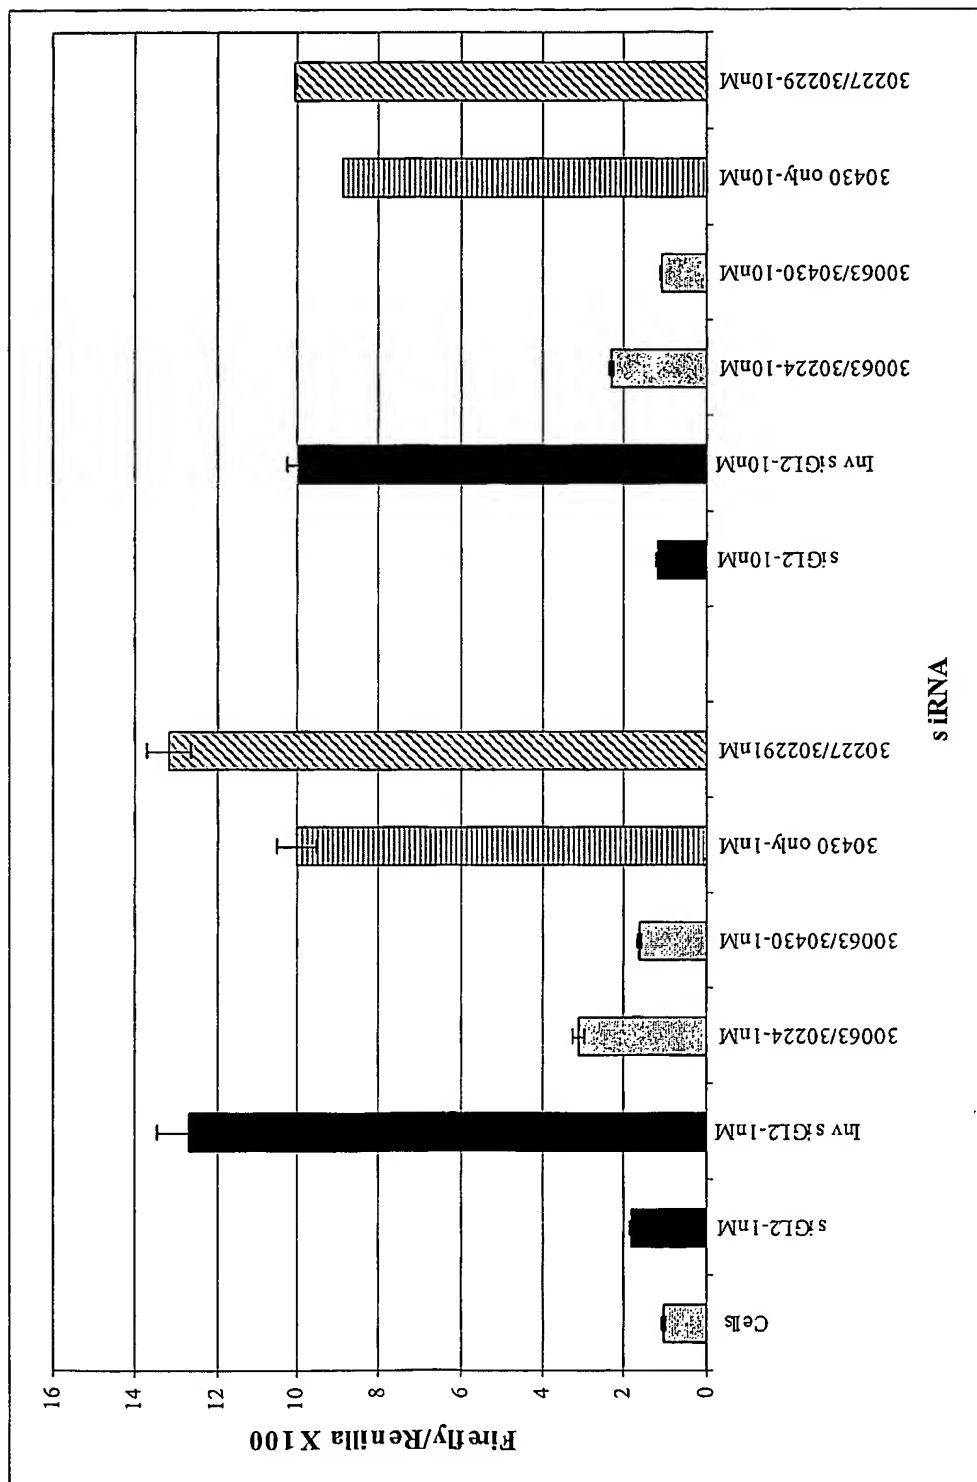 Firefly/Renilla X 100
16
14
12
10
8
6
4
2
0
Cells
siGL2-1nM
Inv siGL2-1nM
30063/30224-1nM
30063/30430-1nM
30430 only-1nM
30227/302291nM
siGL2-10nM
Inv siGL2-10nM
30063/30224-10nM
30063/30430-10nM
30430 only-10nM
30227/30229-10nM
siRNA